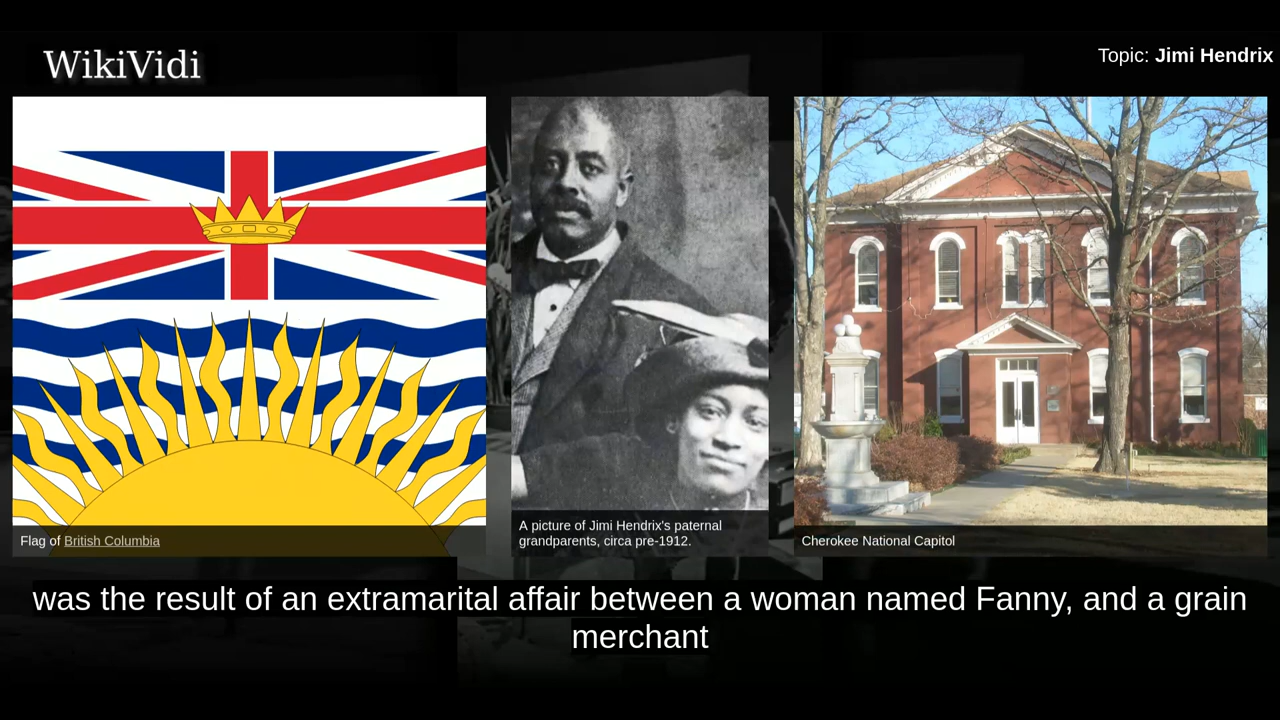 WikiVidi
Topic: Jimi Hendrix
Flag of British Columbia
A picture of Jimi Hendrix's paternal
grandparents, circa pre-1912.
Cherokee National Capitol
was the result of an extramarital affair between a woman named Fanny, and a grain
merchant